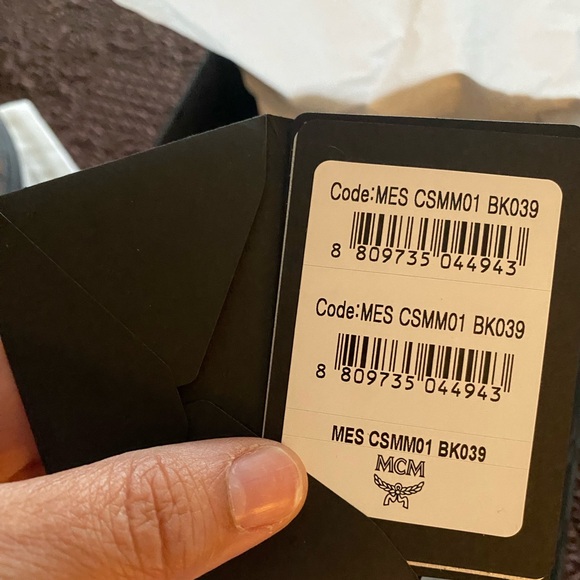 Code:MES CSMM01 BK039
8 809735 044943
Code:MES CSMM01 BK039
8 809735 044943
MES CSMM01 BK039
MCM